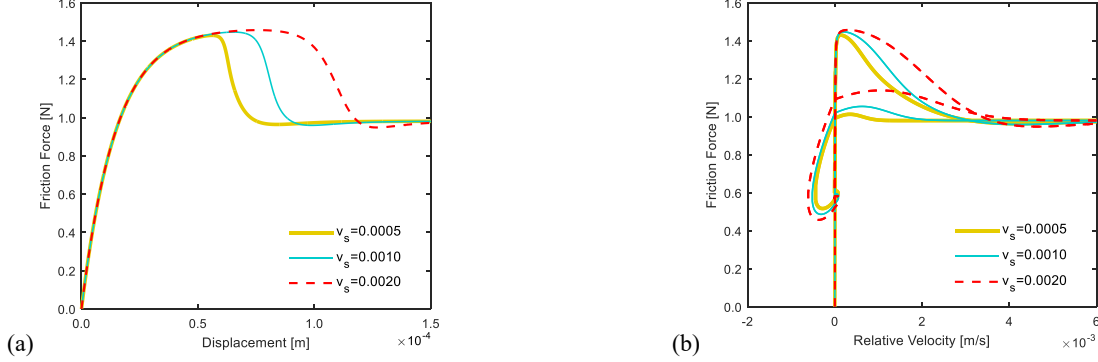 1.6
1.4
1.2
1.0
0.8
0.6
0.4
0.2
0.0
Friction Force [N]
v_s=0.0005
v_s=0.0010
v_s=0.0020
0.0 0.5 1.0 1.5
×10⁻⁴
Displacement [m]
(a)
1.6
1.4
1.2
1.0
0.8
0.6
0.4
0.2
0.0
Friction Force [N]
v_s=0.0005
v_s=0.0010
v_s=0.0020
-2 0 2 4 6
×10⁻³
Relative Velocity [m/s]
(b)